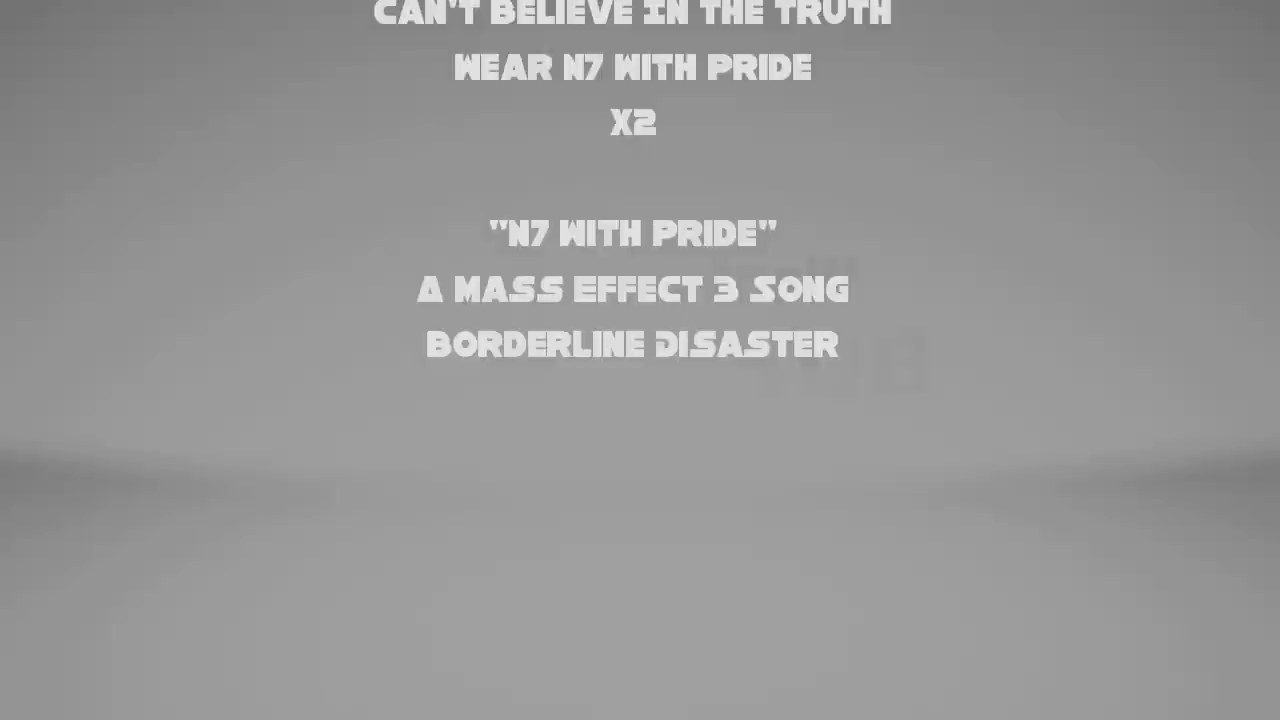 CAN'T BELIEVE IN THE TRUTH
WEAR N7 WITH PRIDE
X2
"N7 WITH PRIDE"
A MASS EFFECT 3 SONG
BORDERLINE DISASTER